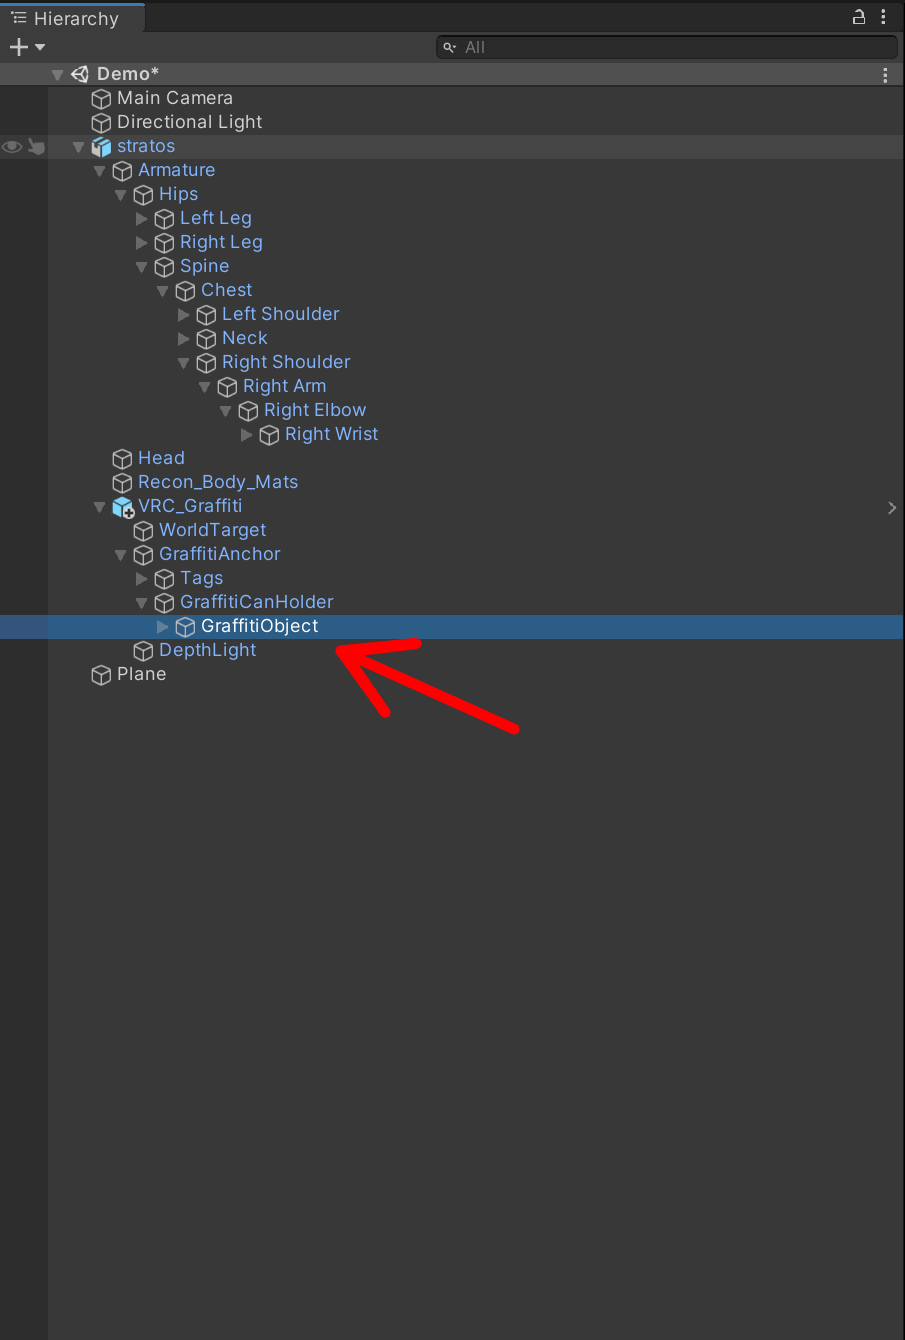 Hierarchy
All
Demo*
Main Camera
Directional Light
stratos
Armature
Hips
Left Leg
Right Leg
Spine
Chest
Left Shoulder
Neck
Right Shoulder
Right Arm
Right Elbow
Right Wrist
Head
Recon_Body_Mats
VRC_Graffiti
WorldTarget
GraffitiAnchor
Tags
GraffitiCanHolder
GraffitiObject
DepthLight
Plane